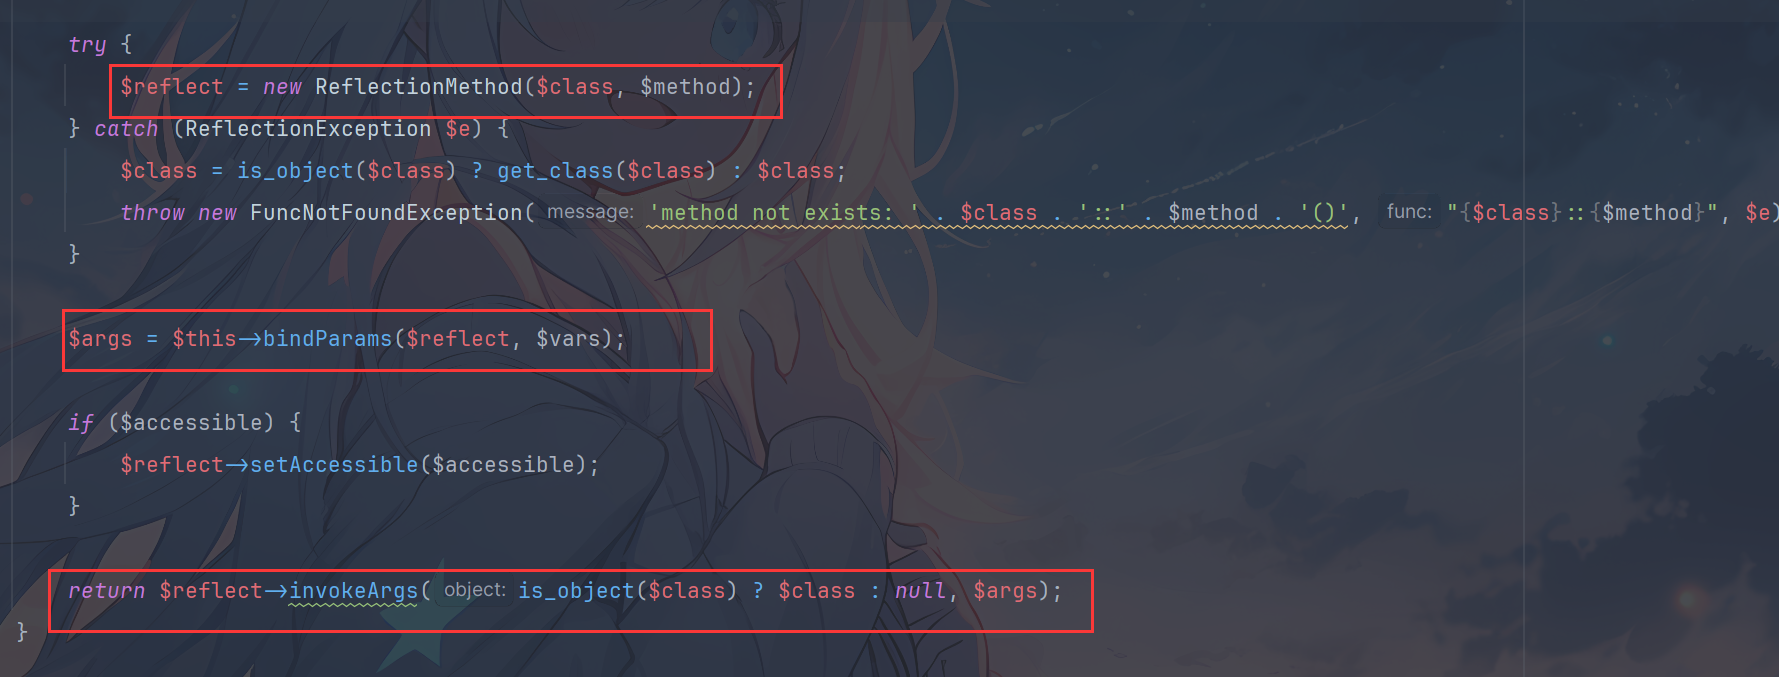 try {
$reflect = new ReflectionMethod($class, $method);
} catch (ReflectionException $e) {
$class = is_object($class) ? get_class($class) : $class;
throw new FuncNotFoundException( message: 'method not exists: ' . $class . '::' . $method . '()', func: "{$class}::{$method}", $e)
}
$args = $this->bindParams($reflect, $vars);
if ($accessible) {
$reflect->setAccessible($accessible);
}
return $reflect->invokeArgs( object: is_object($class) ? $class : null, $args);
}